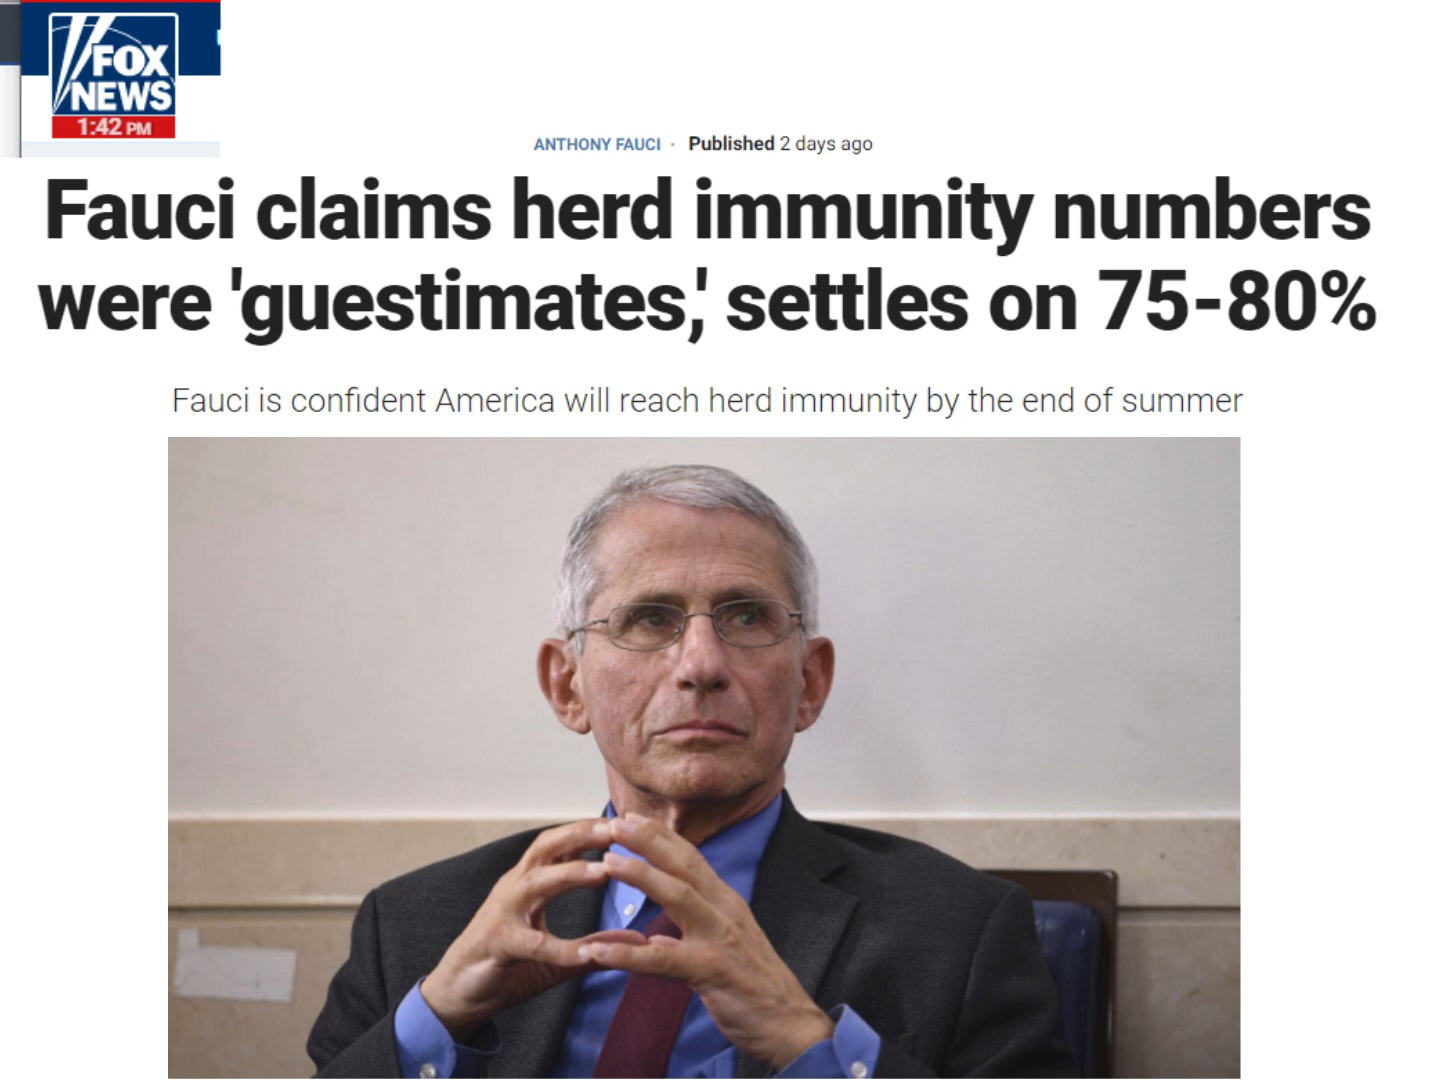 FOX
NEWS
1:42 PM
ANTHONY FAUCI · Published 2 days ago
Fauci claims herd immunity numbers
were 'guestimates,' settles on 75-80%
Fauci is confident America will reach herd immunity by the end of summer